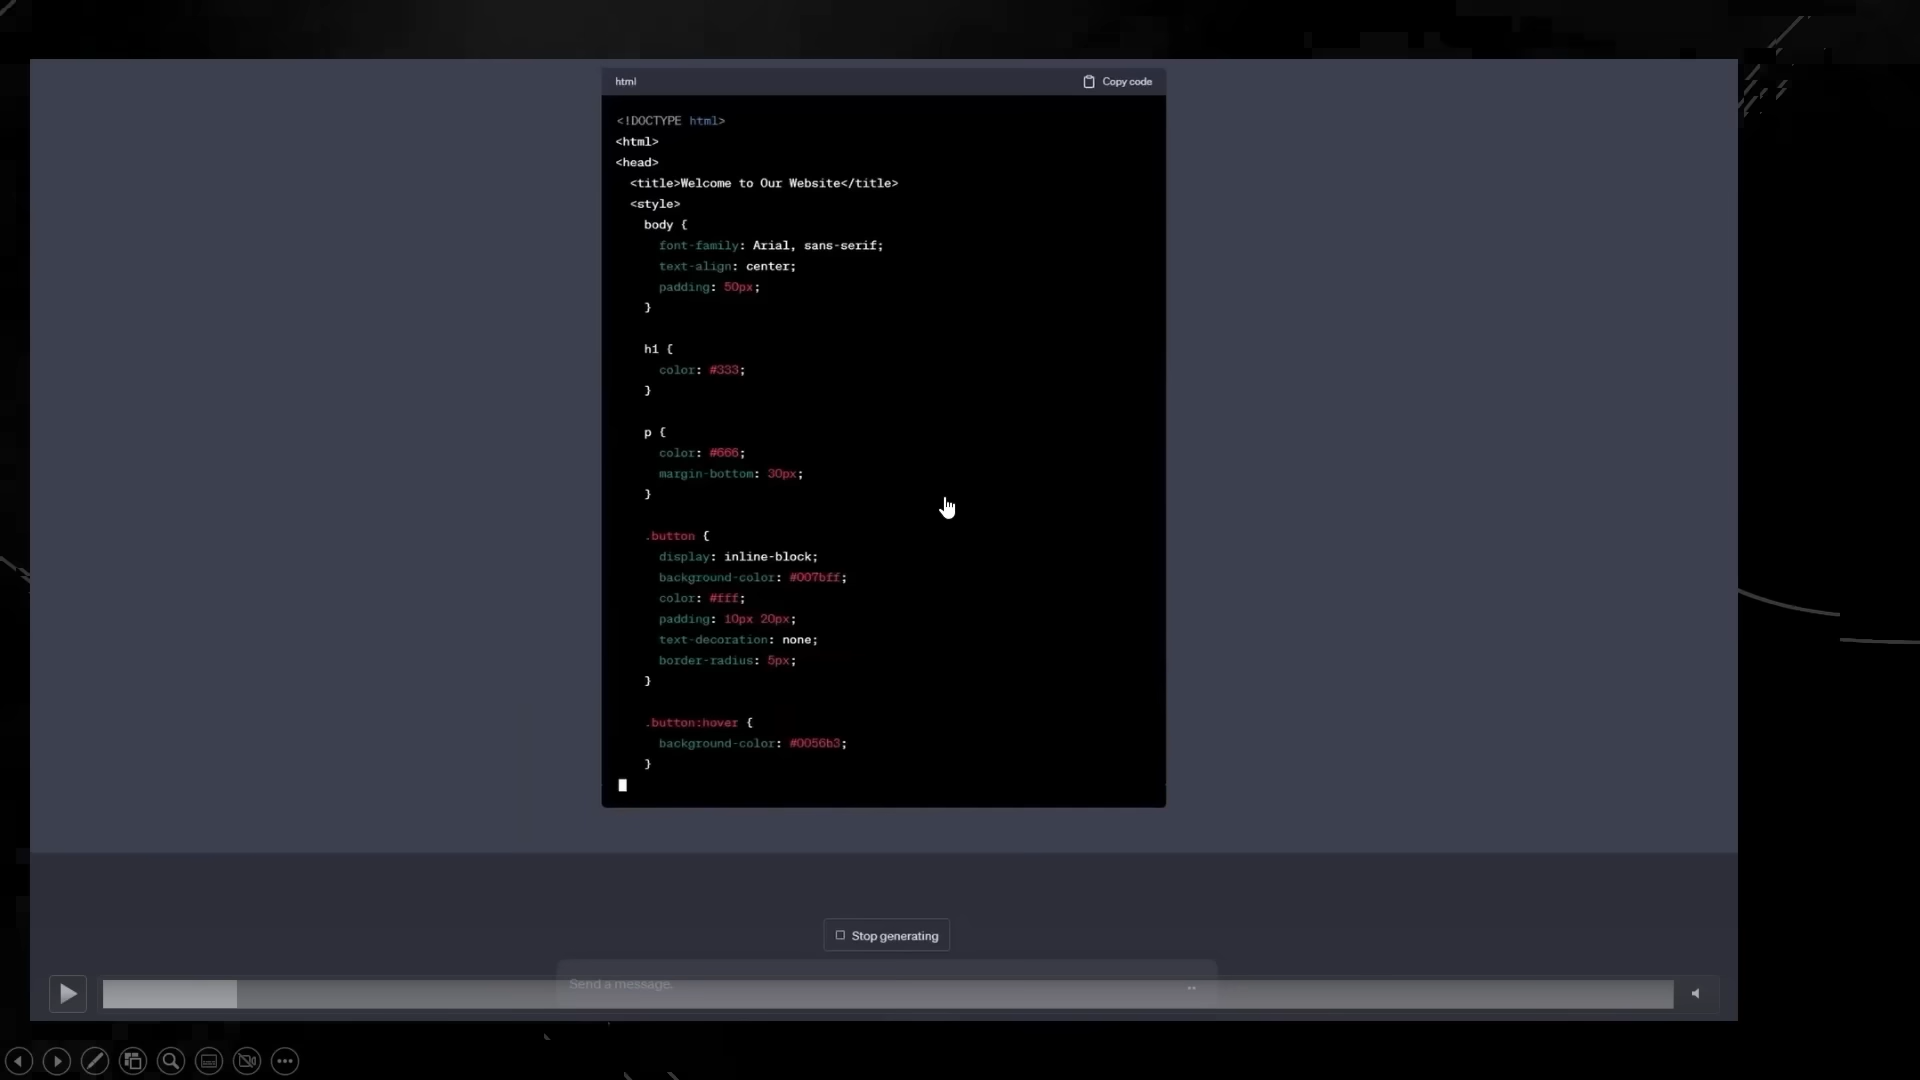 html
Copy code
<!DOCTYPE html>
<html>
<head>
<title>Welcome to Our Website</title>
<style>
body {
font-family: Arial, sans-serif;
text-align: center;
padding: 50px;
}
h1 {
color: #333;
}
p {
color: #666;
margin-bottom: 30px;
}
.button {
display: inline-block;
background-color: #007bff;
color: #fff;
padding: 10px 20px;
text-decoration: none;
border-radius: 5px;
}
.button:hover {
background-color: #0056b3;
}
Stop generating
Send a message.